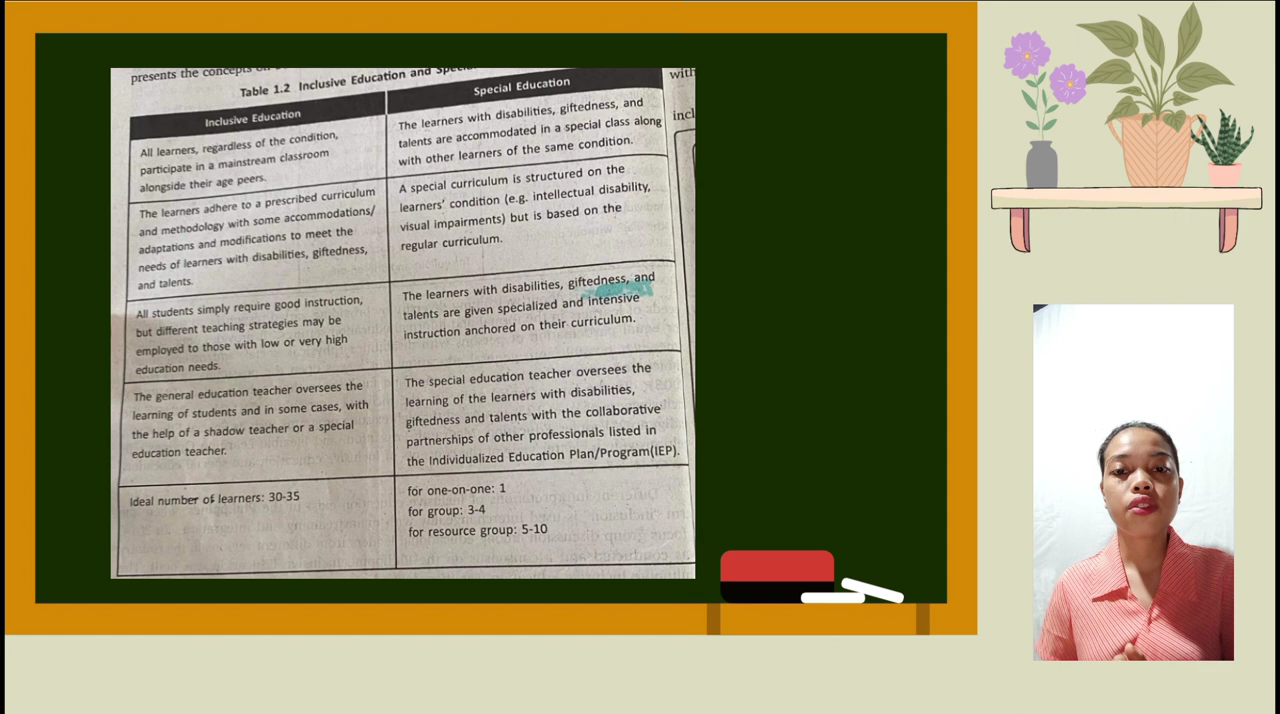 presents the concepts
Table 1.2 Inclusive Education and
with
incl
Inclusive Education
Special Education
All learners, regardless of the condition,
participate in a mainstream classroom
alongside their age peers.
The learners with disabilities, giftedness, and
talents are accommodated in a special class along
with other learners of the same condition.
The learners adhere to a prescribed curriculum
and methodology with some accommodations/
adaptations and modifications to meet the
needs of learners with disabilities, giftedness,
and talents.
A special curriculum is structured on the
learners' condition (e.g. intellectual disability,
visual impairments) but is based on the
regular curriculum.
All students simply require good instruction,
but different teaching strategies may be
employed to those with low or very high
education needs.
The learners with disabilities, giftedness, and
talents are given specialized and intensive
instruction anchored on their curriculum.
The general education teacher oversees the
learning of students and in some cases, with
the help of a shadow teacher or a special
education teacher.
The special education teacher oversees the
learning of the learners with disabilities,
giftedness and talents with the collaborative
partnerships of other professionals listed in
the Individualized Education Plan/Program(IEP).
Ideal number of learners: 30-35
for one-on-one: 1
for group: 3-4
for resource group: 5-10